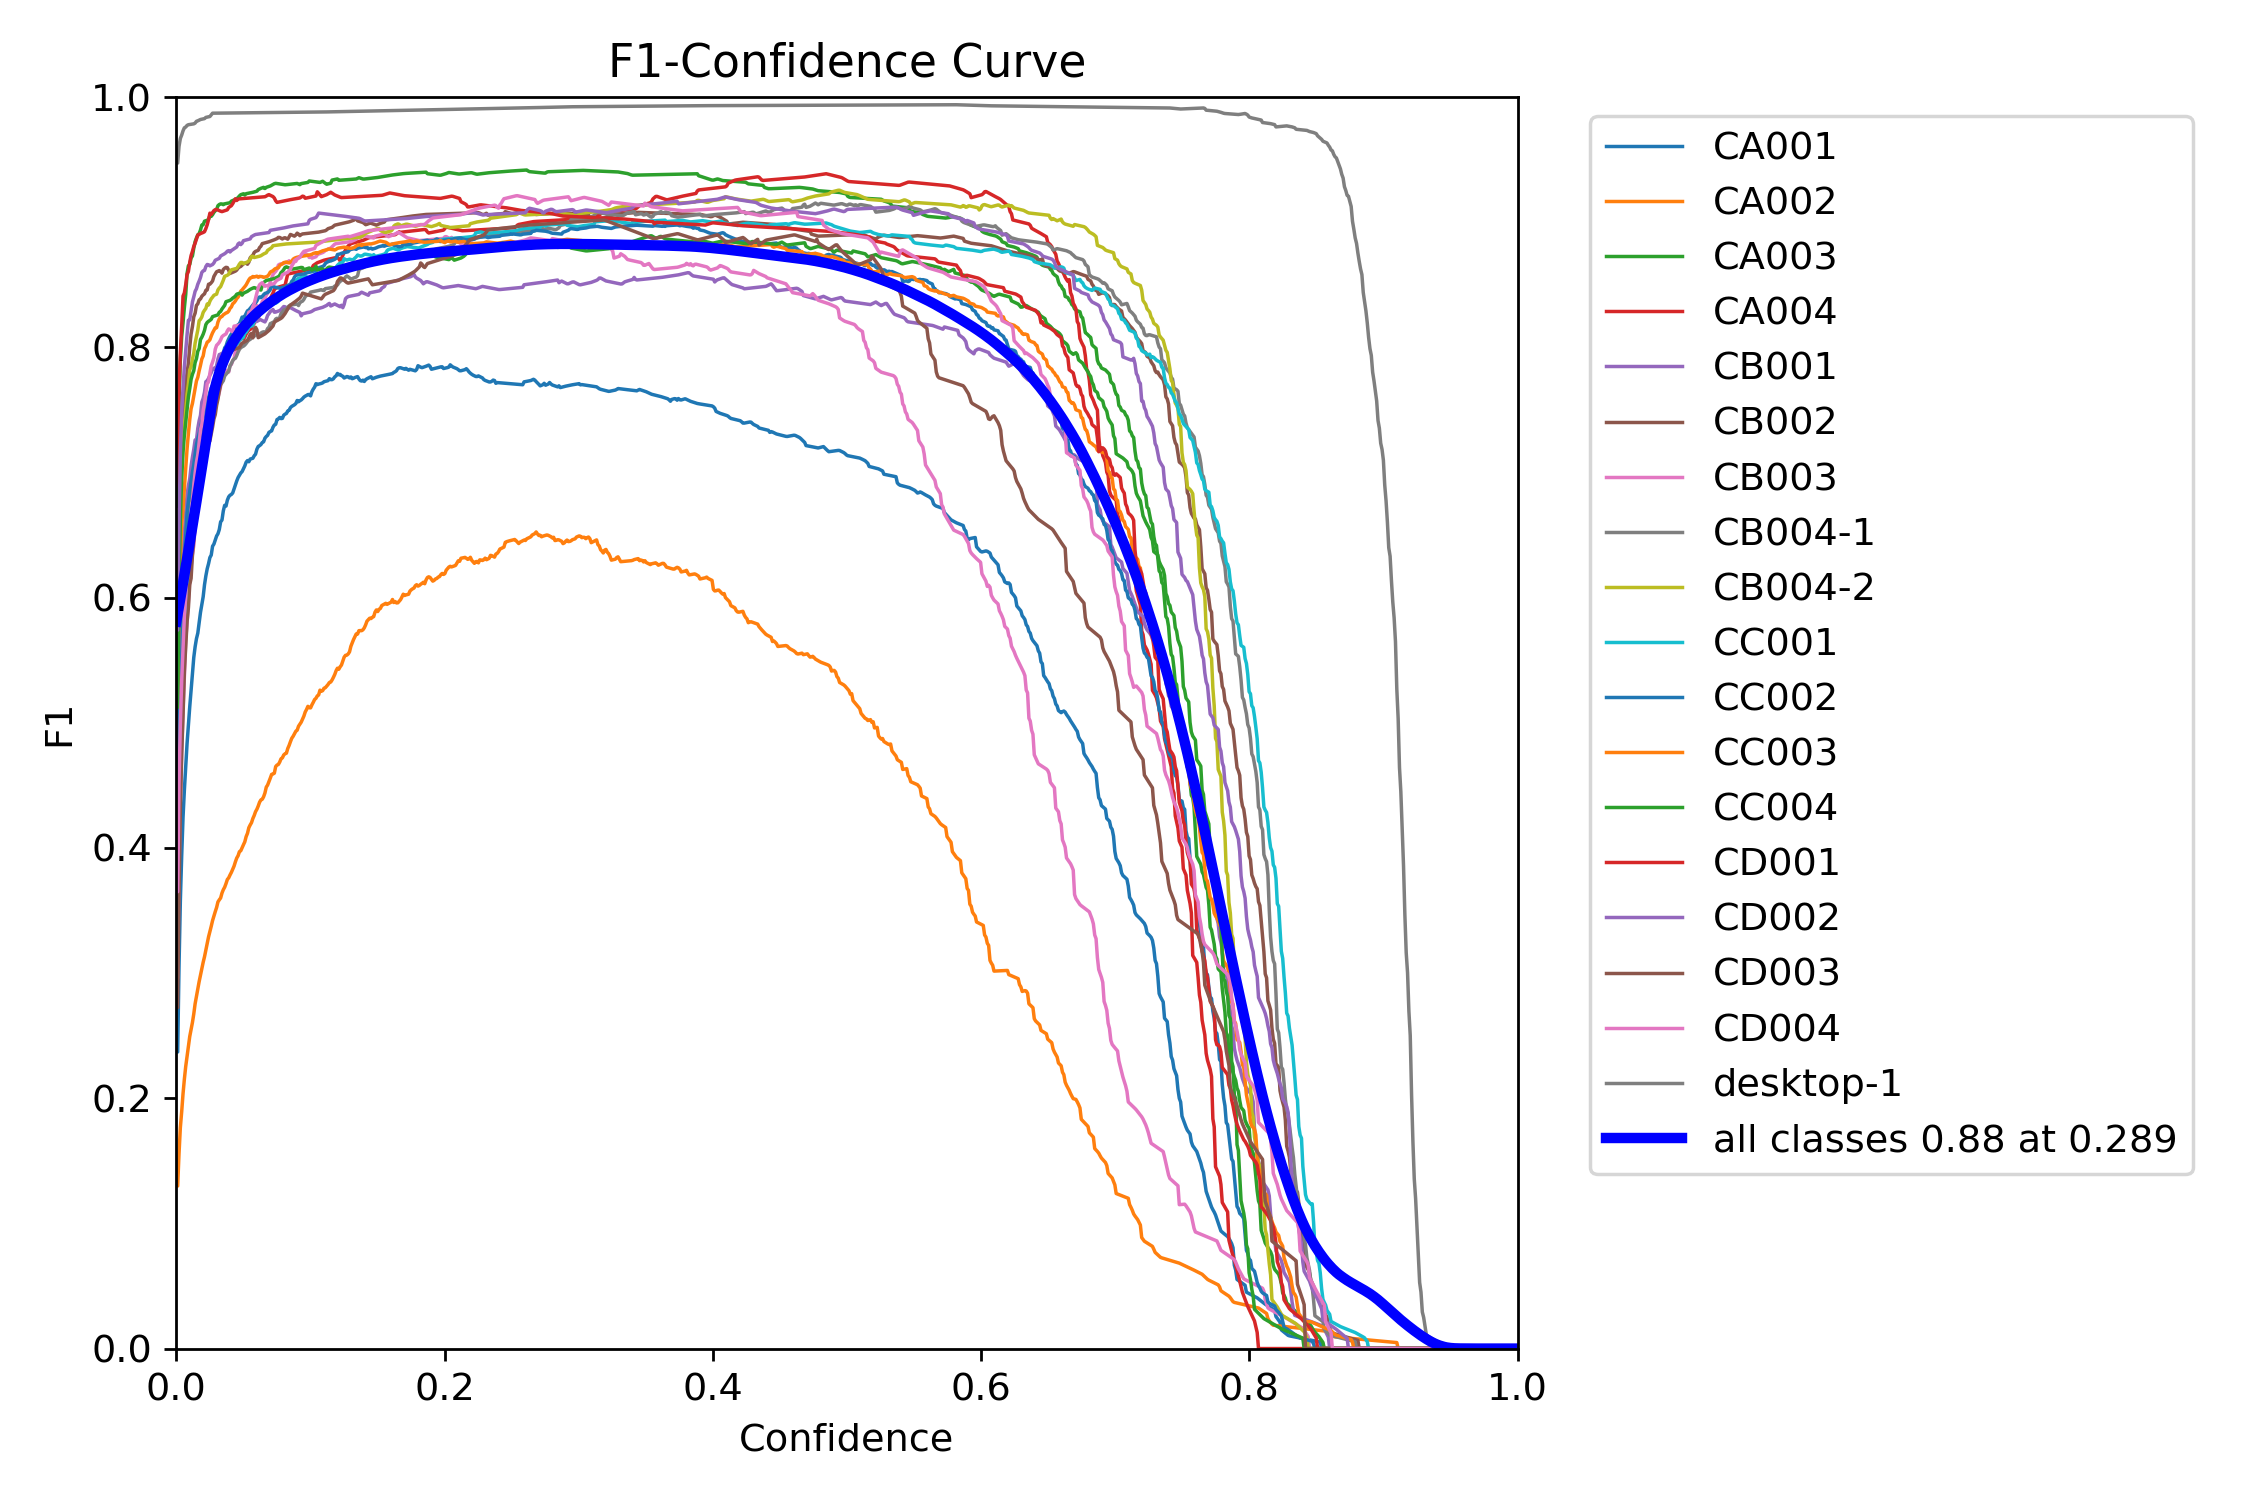 F1-Confidence Curve
1.0
0.8
0.6
0.4
0.2
0.0
F1
0.0 0.2 0.4 0.6 0.8 1.0
Confidence
CA001
CA002
CA003
CA004
CB001
CB002
CB003
CB004-1
CB004-2
CC001
CC002
CC003
CC004
CD001
CD002
CD003
CD004
desktop-1
all classes 0.88 at 0.289